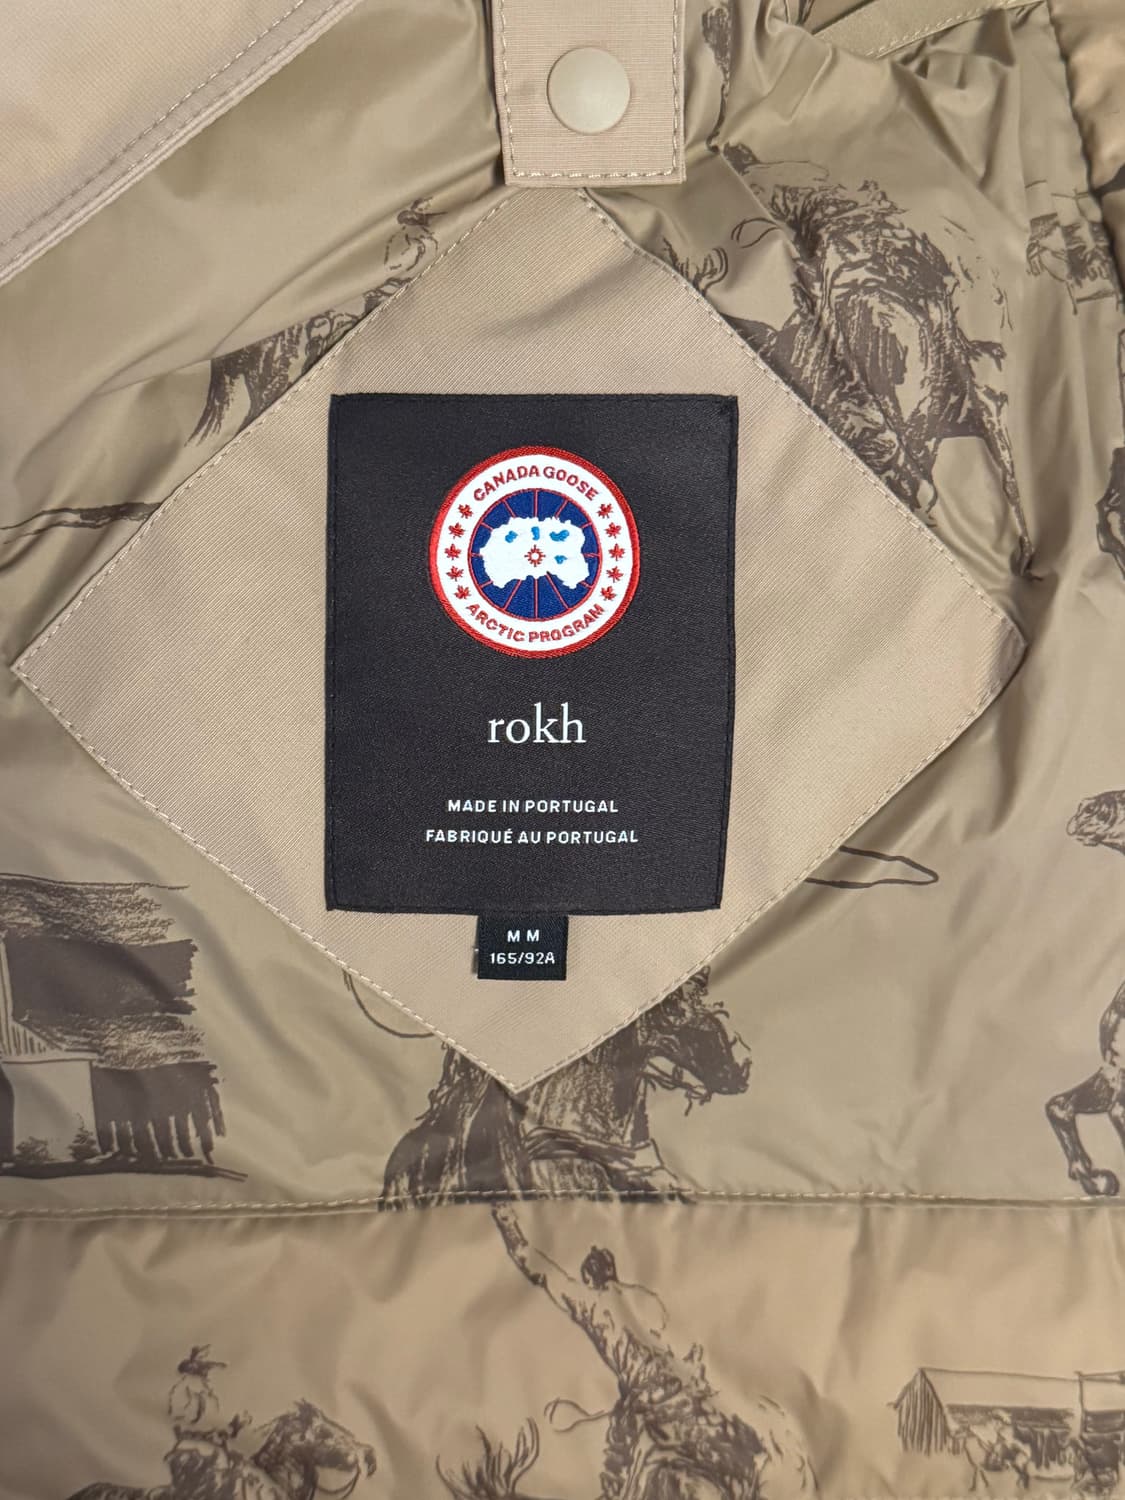 CANADA GOOSE
ARCTIC PROGRAM
rokh
MADE IN PORTUGAL
FABRIQUÉ AU PORTUGAL
M M
165/92A